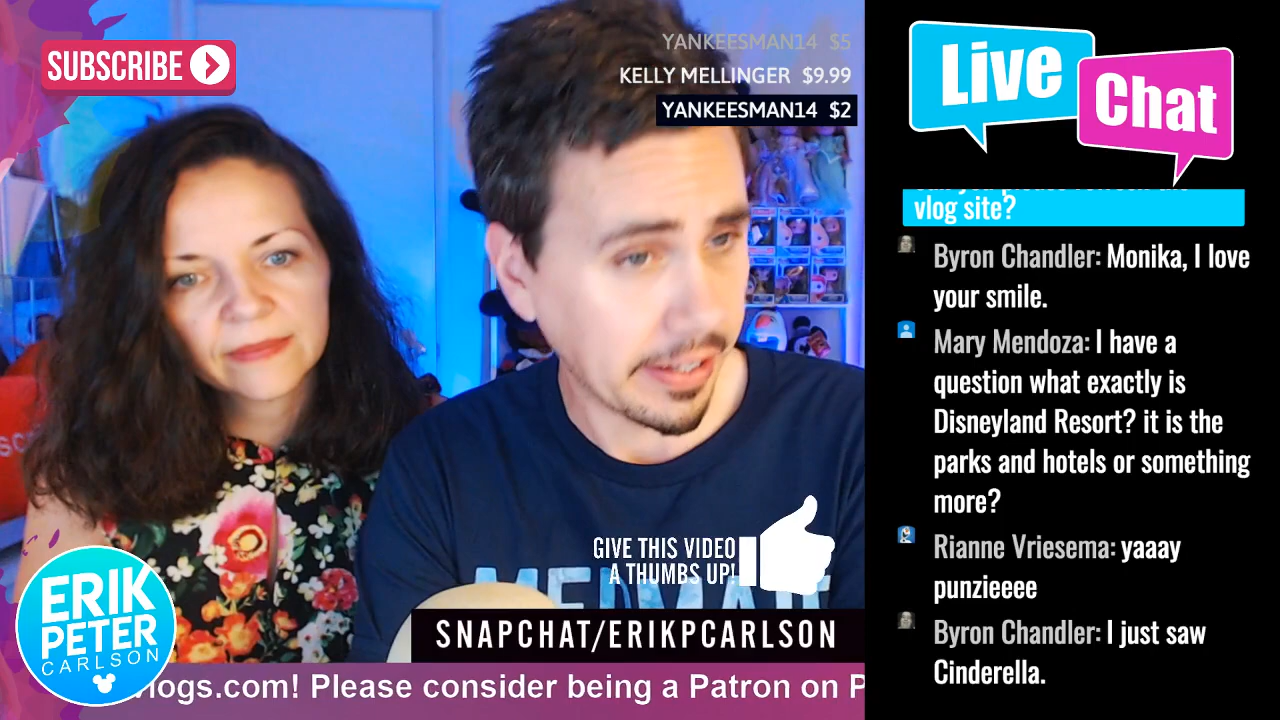 SUBSCRIBE
YANKEESMAN14 $5
KELLY MELLINGER $9.99
YANKEESMAN14 $2
GIVE THIS VIDEO
A THUMBS UP!
SNAPCHAT/ERIKPCARLSON
ERIK
PETER
CARLSON
vlogs.com! Please consider being a Patron on P
Live
Chat
vlog site?
Byron Chandler: Monika, I love
your smile.
Mary Mendoza: I have a
question what exactly is
Disneyland Resort? it is the
parks and hotels or something
more?
Rianne Vriesema: yaaay
punzieeee
Byron Chandler: I just saw
Cinderella.